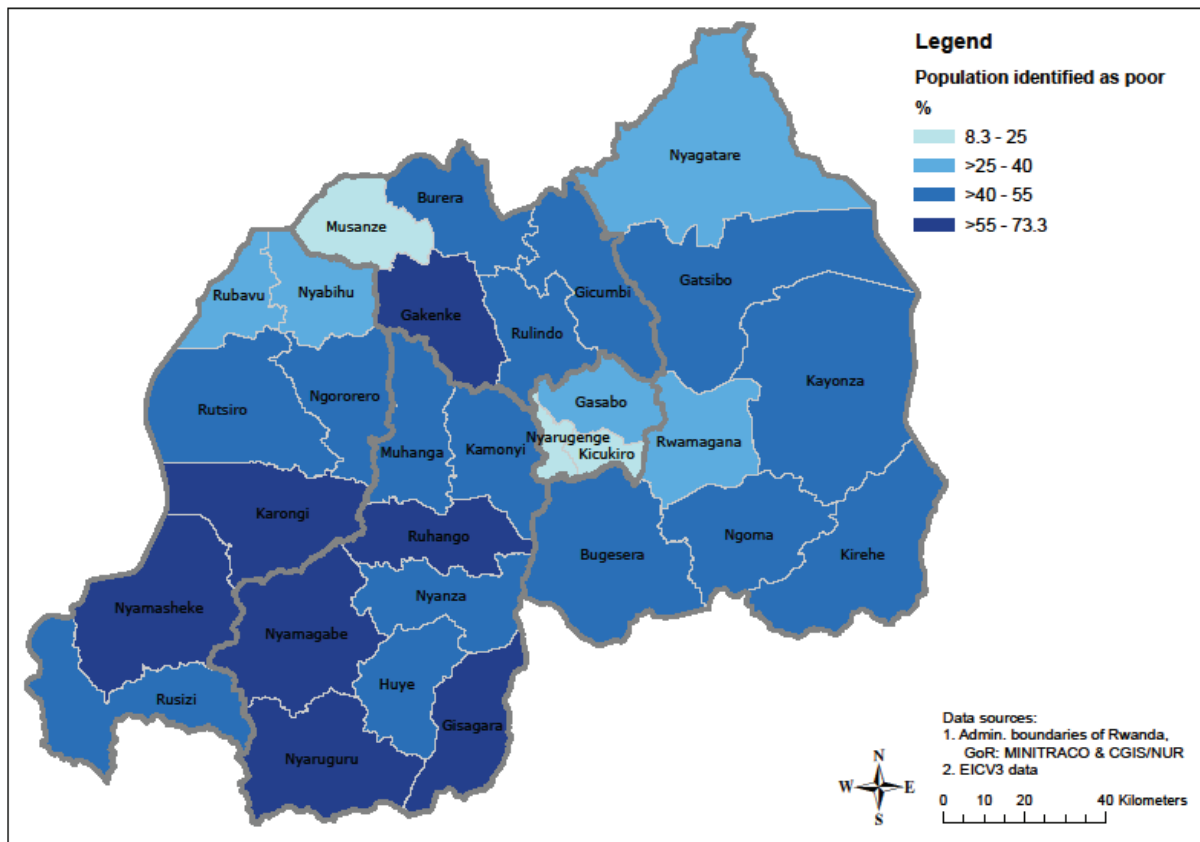 Legend
Population identified as poor
%
8.3 - 25
>25 - 40
>40 - 55
>55 - 73.3
Nyagatare
Burera
Musanze
Rubavu
Nyabihu
Gatsibo
Gicumbi
Gakenke
Rulindo
Kayonza
Rutsiro
Ngororero
Gasabo
Nyarugenge
Kicukiro
Rwamagana
Muhanga
Kamonyi
Karongi
Ruhango
Ngoma
Bugesera
Kirehe
Nyamasheke
Nyamagabe
Nyanza
Huye
Rusizi
Gisagara
Nyaruguru
Data sources:
1. Admin. boundaries of Rwanda,
GoR: MINITRACO & CGIS/NUR
2. EICV3 data
N
W E
S
0 10 20 40 Kilometers